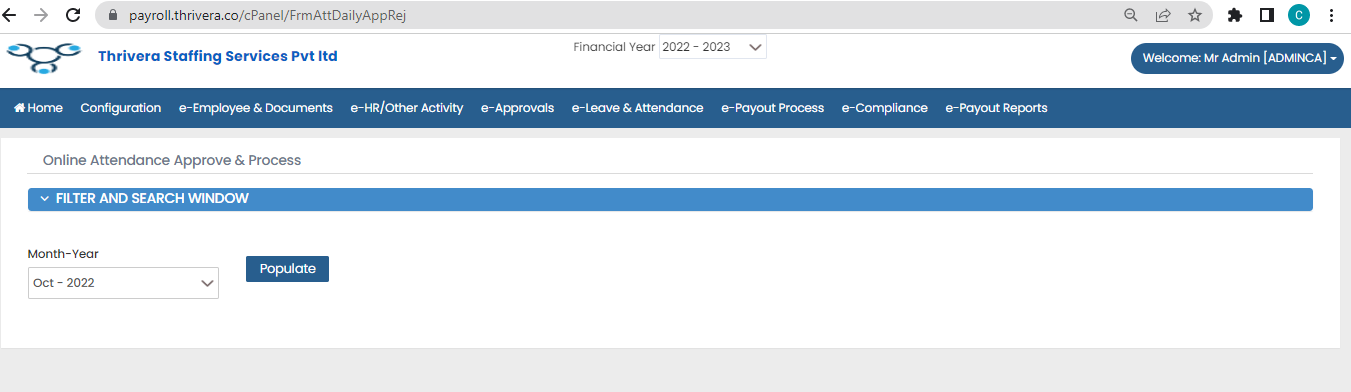 payroll.thrivera.co/cPanel/FrmAttDailyAppRej
C
Thrivera Staffing Services Pvt ltd
Financial Year 2022 - 2023
Welcome: Mr Admin [ADMINCA]
Home Configuration e-Employee & Documents e-HR/Other Activity e-Approvals e-Leave & Attendance e-Payout Process e-Compliance e-Payout Reports
Online Attendance Approve & Process
FILTER AND SEARCH WINDOW
Month-Year
Oct - 2022
Populate